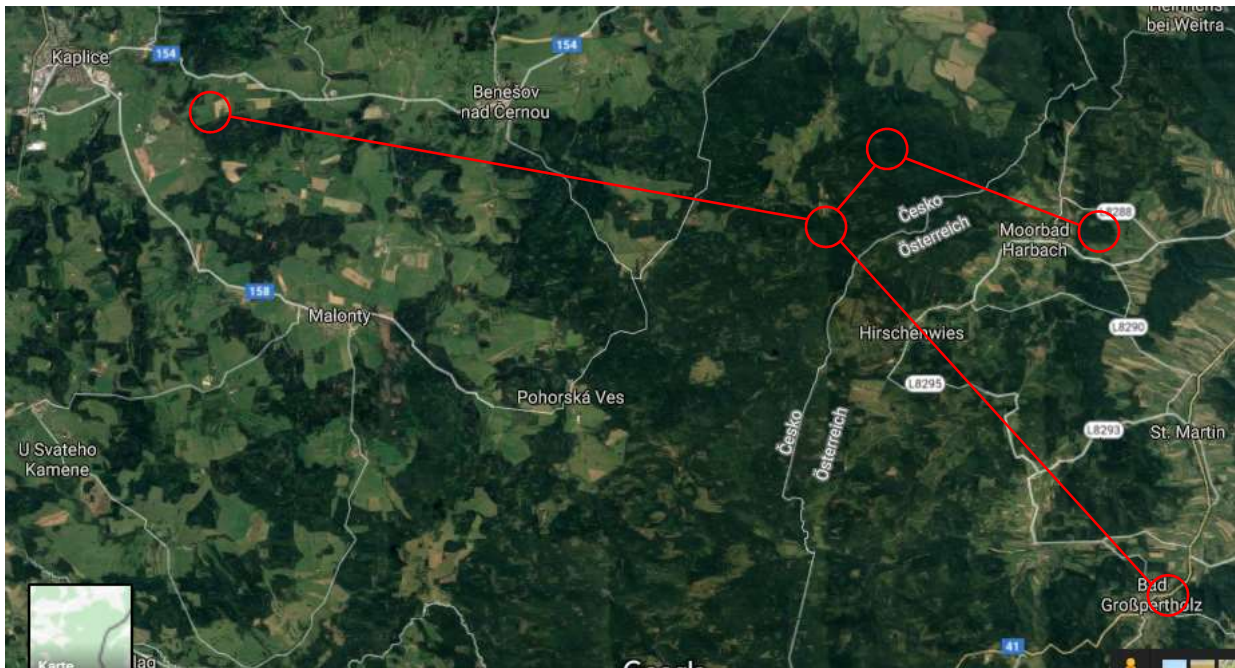 Heinrichs
bei Weitra
154
Kaplice
154
Benešov
nad Černou
Česko
Österreich
L8288
Moorbad
Harbach
158
Malonty
L8290
Hirschenwies
L8295
Pohorská Ves
Česko
Österreich
L8293
St. Martin
U Svateho
Kamene
Bad
Großpertholz
41
Karte
Google